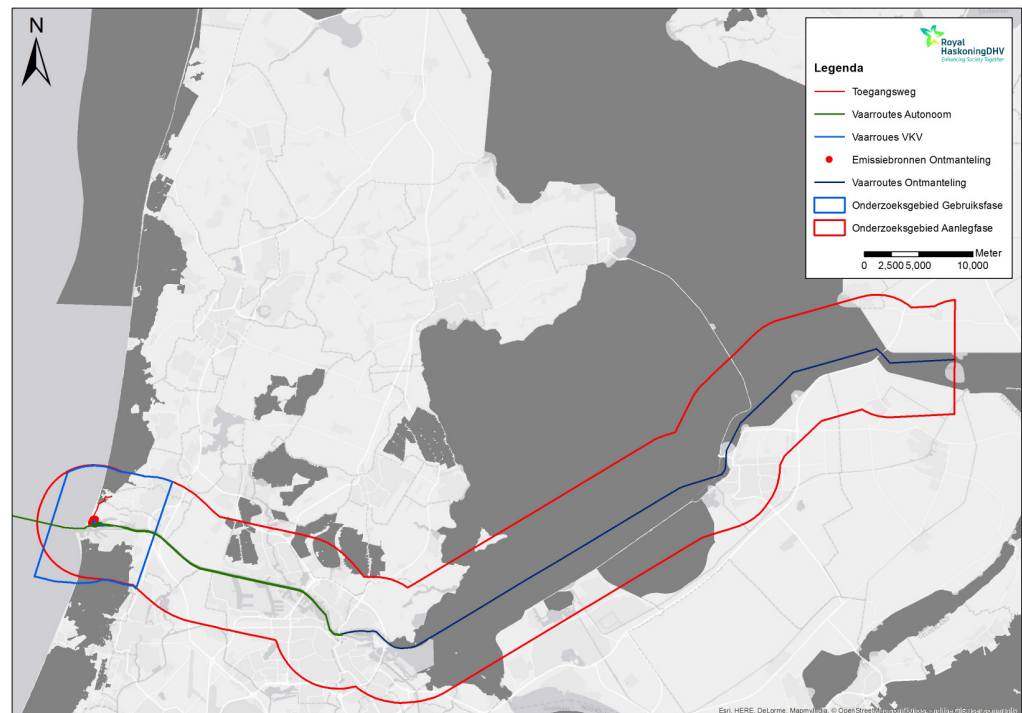 N
Royal
HaskoningDHV
Enhancing Society Together
Legenda
Toegangsweg
Vaarroutes Autonoom
Vaarroues VKV
Emissiebronnen Ontmanteling
Vaarroutes Ontmanteling
Onderzoeksgebied Gebruiksfase
Onderzoeksgebied Aanlegfase
Meter
0 2,500 5,000 10,000
Esri, HERE, DeLorme, MapmyIndia, © OpenStreetMap